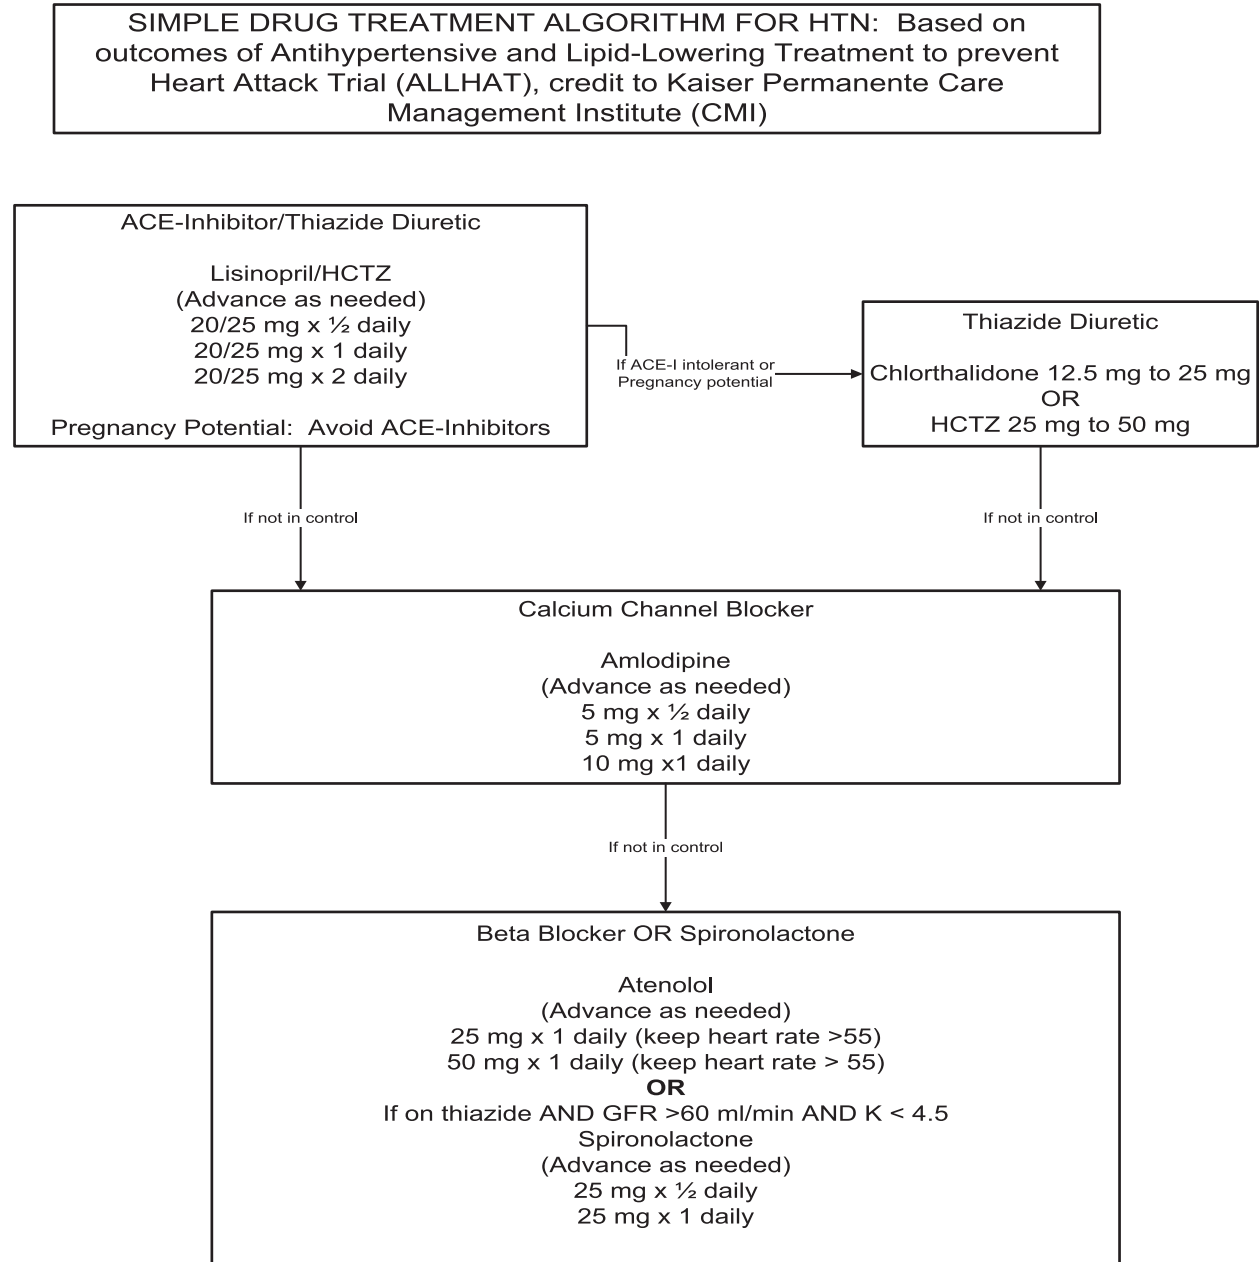 SIMPLE DRUG TREATMENT ALGORITHM FOR HTN: Based on
outcomes of Antihypertensive and Lipid-Lowering Treatment to prevent
Heart Attack Trial (ALLHAT), credit to Kaiser Permanente Care
Management Institute (CMI)
ACE-Inhibitor/Thiazide Diuretic
Lisinopril/HCTZ
(Advance as needed)
20/25 mg x ½ daily
20/25 mg x 1 daily
20/25 mg x 2 daily
Pregnancy Potential: Avoid ACE-Inhibitors
If ACE-I intolerant or
Pregnancy potential
Thiazide Diuretic
Chlorthalidone 12.5 mg to 25 mg
OR
HCTZ 25 mg to 50 mg
If not in control
If not in control
Calcium Channel Blocker
Amlodipine
(Advance as needed)
5 mg x ½ daily
5 mg x 1 daily
10 mg x1 daily
If not in control
Beta Blocker OR Spironolactone
Atenolol
(Advance as needed)
25 mg x 1 daily (keep heart rate >55)
50 mg x 1 daily (keep heart rate > 55)
OR
If on thiazide AND GFR >60 ml/min AND K < 4.5
Spironolactone
(Advance as needed)
25 mg x ½ daily
25 mg x 1 daily